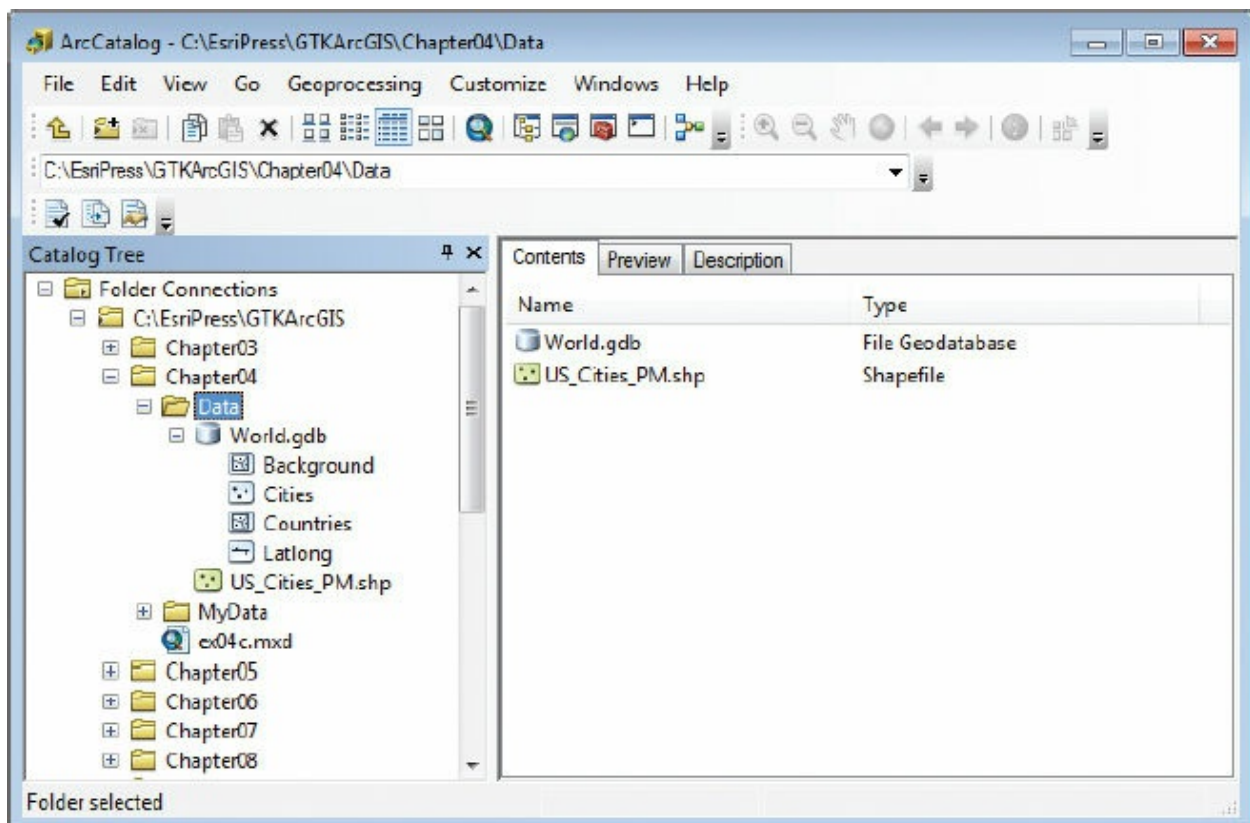 ArcCatalog - C:\EsriPress\GTKArcGIS\Chapter04\Data
File Edit View Go Geoprocessing Customize Windows Help
C:\EsriPress\GTKArcGIS\Chapter04\Data
Catalog Tree
Folder Connections
C:\EsriPress\GTKArcGIS
Chapter03
Chapter04
Data
World.gdb
Background
Cities
Countries
Latlong
US_Cities_PM.shp
MyData
ex04c.mxd
Chapter05
Chapter06
Chapter07
Chapter08
Contents Preview Description
Name Type
World.gdb File Geodatabase
US_Cities_PM.shp Shapefile
Folder selected